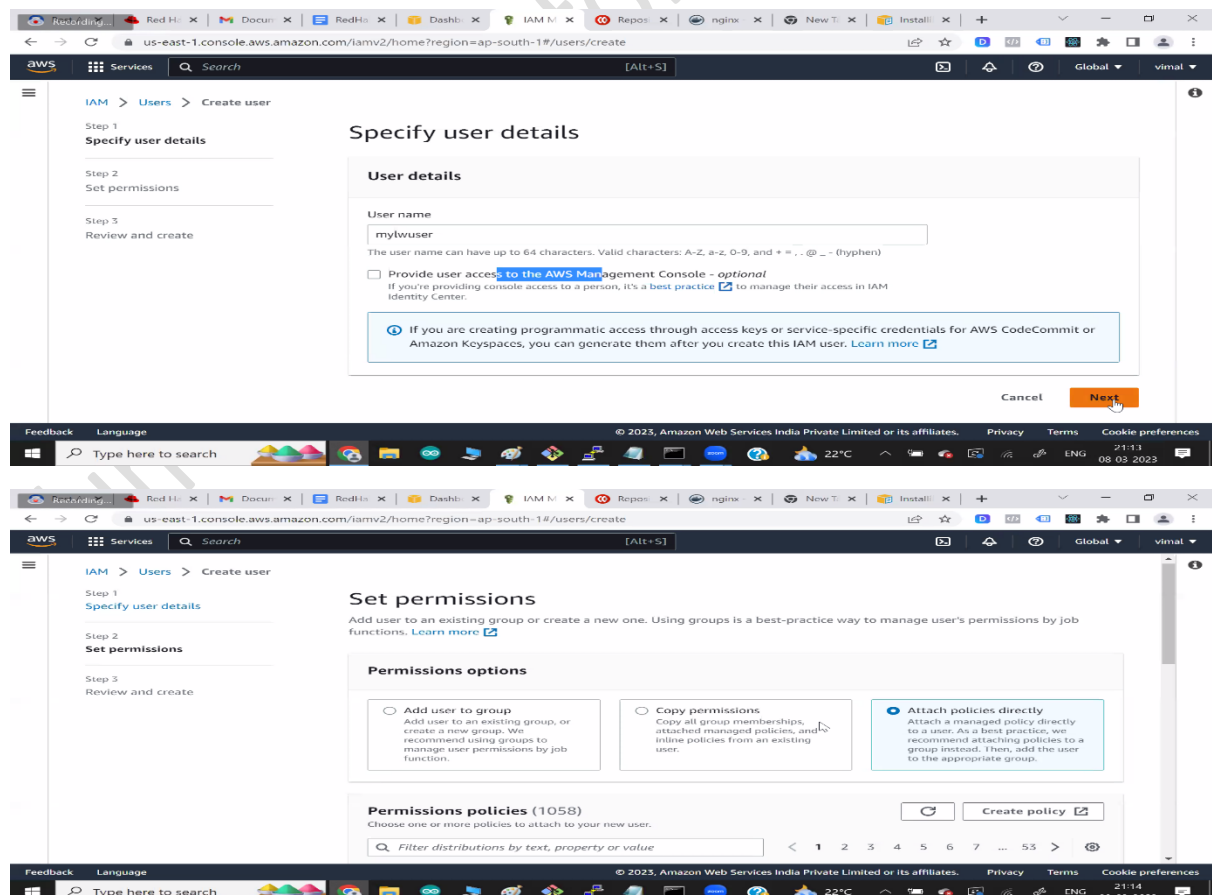 Recording... Red Ha Docum RedHa Dashb IAM M Repos nginx New T Install
us-east-1.console.aws.amazon.com/iamv2/home?region=ap-south-1#/users/create
aws Services Search [Alt+S] Global vimal
IAM > Users > Create user
Step 1
Specify user details
Step 2
Set permissions
Step 3
Review and create
Specify user details
User details
User name
mylwuser
The user name can have up to 64 characters. Valid characters: A-Z, a-z, 0-9, and + = , . @ _ - (hyphen)
Provide user access to the AWS Management Console - optional
If you're providing console access to a person, it's a best practice to manage their access in IAM
Identity Center.
If you are creating programmatic access through access keys or service-specific credentials for AWS CodeCommit or
Amazon Keyspaces, you can generate them after you create this IAM user. Learn more
Cancel Next
Feedback Language © 2023, Amazon Web Services India Private Limited or its affiliates. Privacy Terms Cookie preferences
Type here to search zoom 22°C ENG 21:13
08 03 2023
Recording... Red Ha Docum RedHa Dashb IAM M Repos nginx New T Install
us-east-1.console.aws.amazon.com/iamv2/home?region=ap-south-1#/users/create
aws Services Search [Alt+S] Global vimal
IAM > Users > Create user
Step 1
Specify user details
Step 2
Set permissions
Step 3
Review and create
Set permissions
Add user to an existing group or create a new one. Using groups is a best-practice way to manage user's permissions by job
functions. Learn more
Permissions options
Add user to group
Add user to an existing group, or
create a new group. We
recommend using groups to
manage user permissions by job
function.
Copy permissions
Copy all group memberships,
attached managed policies, and
inline policies from an existing
user.
Attach policies directly
Attach a managed policy directly
to a user. As a best practice, we
recommend attaching policies to a
group instead. Then, add the user
to the appropriate group.
Permissions policies (1058)
Create policy
Choose one or more policies to attach to your new user.
Filter distributions by text, property or value < 1 2 3 4 5 6 7 ... 53 >
Feedback Language © 2023, Amazon Web Services India Private Limited or its affiliates. Privacy Terms Cookie preferences
Type here to search zoom 22°C ENG 21:14